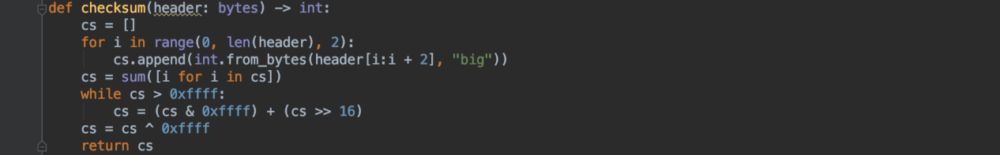 def checksum(header: bytes) -> int:
    cs = []
    for i in range(0, len(header), 2):
        cs.append(int.from_bytes(header[i:i + 2], "big"))
    cs = sum([i for i in cs])
    while cs > 0xffff:
        cs = (cs & 0xffff) + (cs >> 16)
    cs = cs ^ 0xffff
    return cs